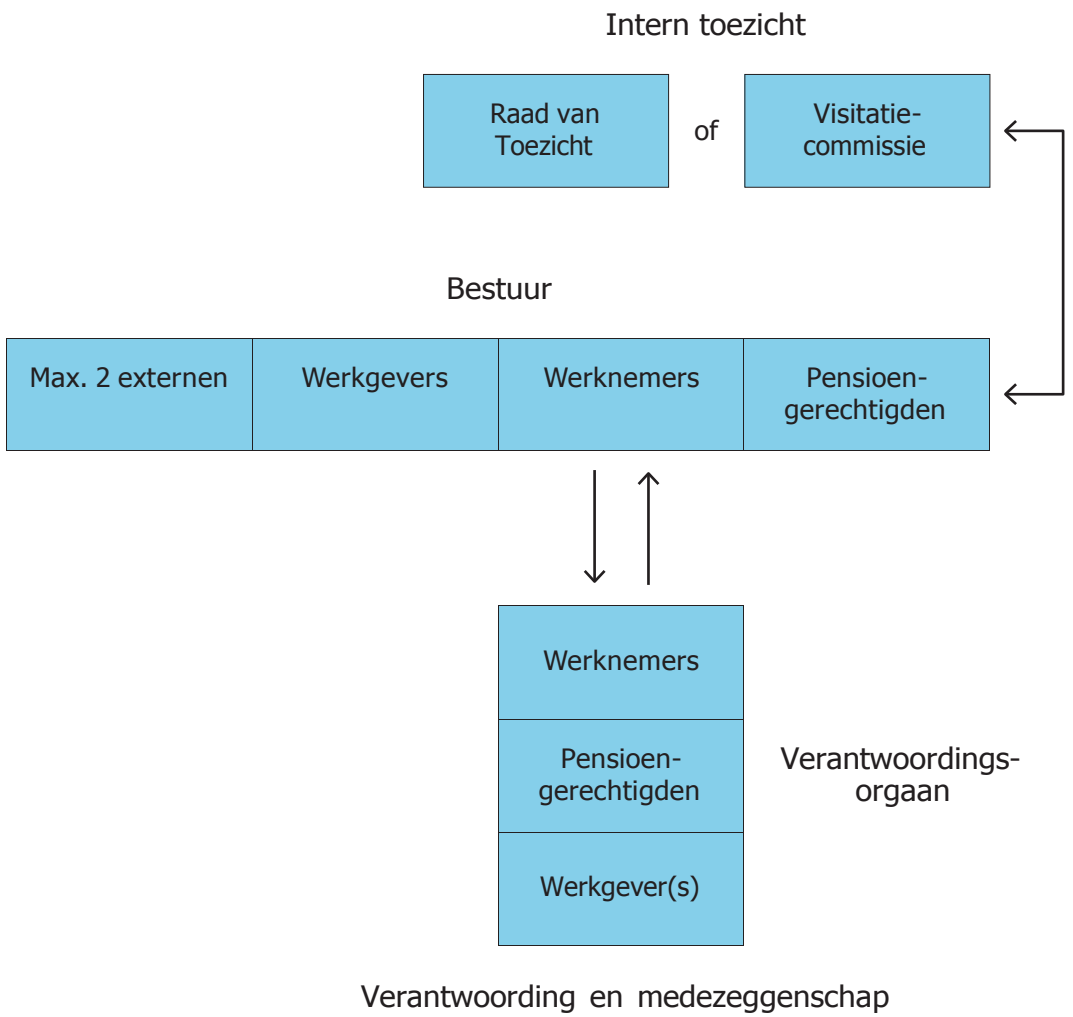 Intern toezicht
Raad van
Toezicht
of
Visitatie-
commissie
Bestuur
Max. 2 externen
Werkgevers
Werknemers
Pensioen-
gerechtigden
Werknemers
Pensioen-
gerechtigden
Werkgever(s)
Verantwoordings-
orgaan
Verantwoording en medezeggenschap